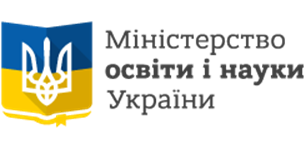 Міністерство
освіти і науки
України